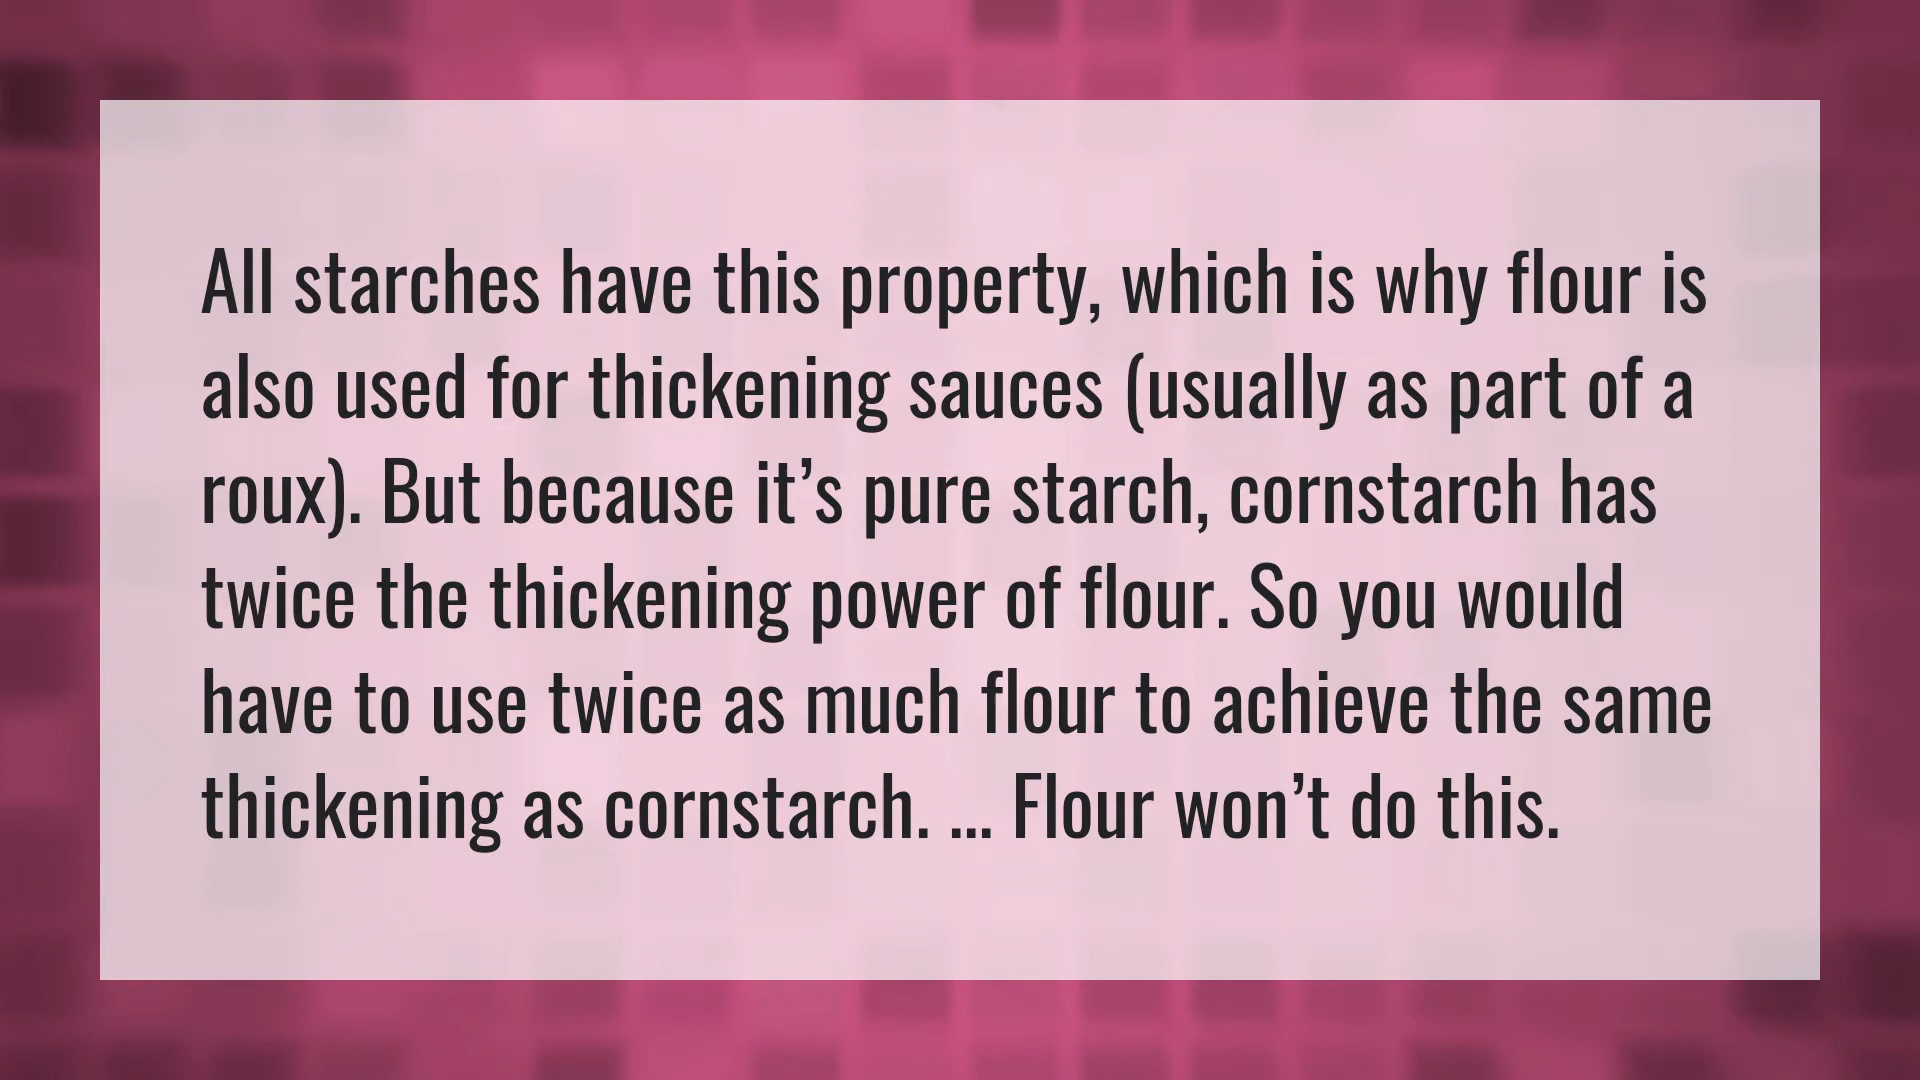 All starches have this property, which is why flour is
also used for thickening sauces (usually as part of a
roux). But because it’s pure starch, cornstarch has
twice the thickening power of flour. So you would
have to use twice as much flour to achieve the same
thickening as cornstarch. ... Flour won’t do this.